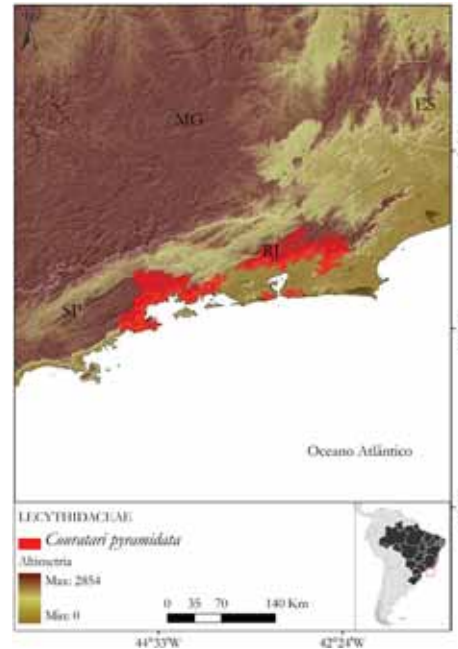 ES
MG
RJ
SP
Oceano Atlântico
LECYTHIDACEAE
Couratari pyramidata
Altimetria
Max: 2854
Min: 0
0 35 70 140 Km
44°33'W 42°24'W